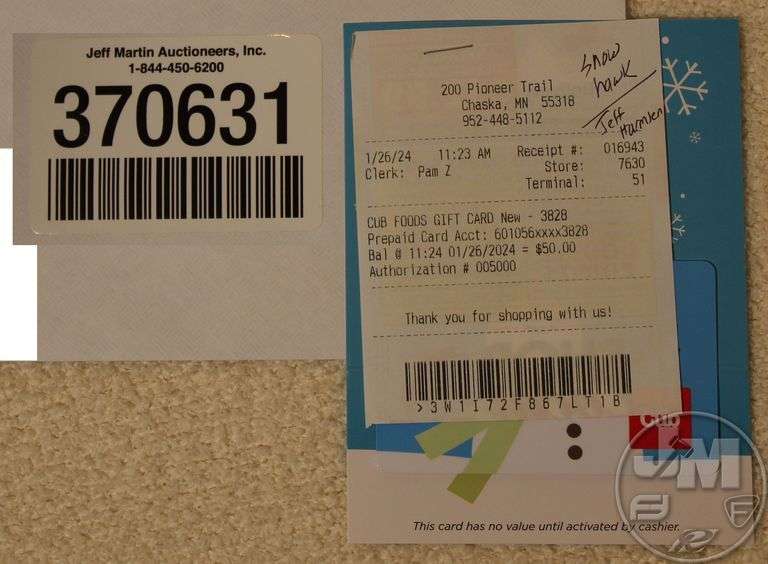 Jeff Martin Auctioneers, Inc.
1-844-450-6200
370631
200 Pioneer Trail
Chaska, MN 55318
952-448-5112
Snow
hawk
Jeff
Harmsen
1/26/24 11:23 AM Receipt #: 016943
Clerk: Pam Z Store: 7630
Terminal: 51
CUB FOODS GIFT CARD New - 3828
Prepaid Card Acct: 601056xxxx3828
Bal @ 11:24 01/26/2024 = $50.00
Authorization # 005000
Thank you for shopping with us!
>3W1I72F867LT1B
Cub
This card has no value until activated by cashier.
JM